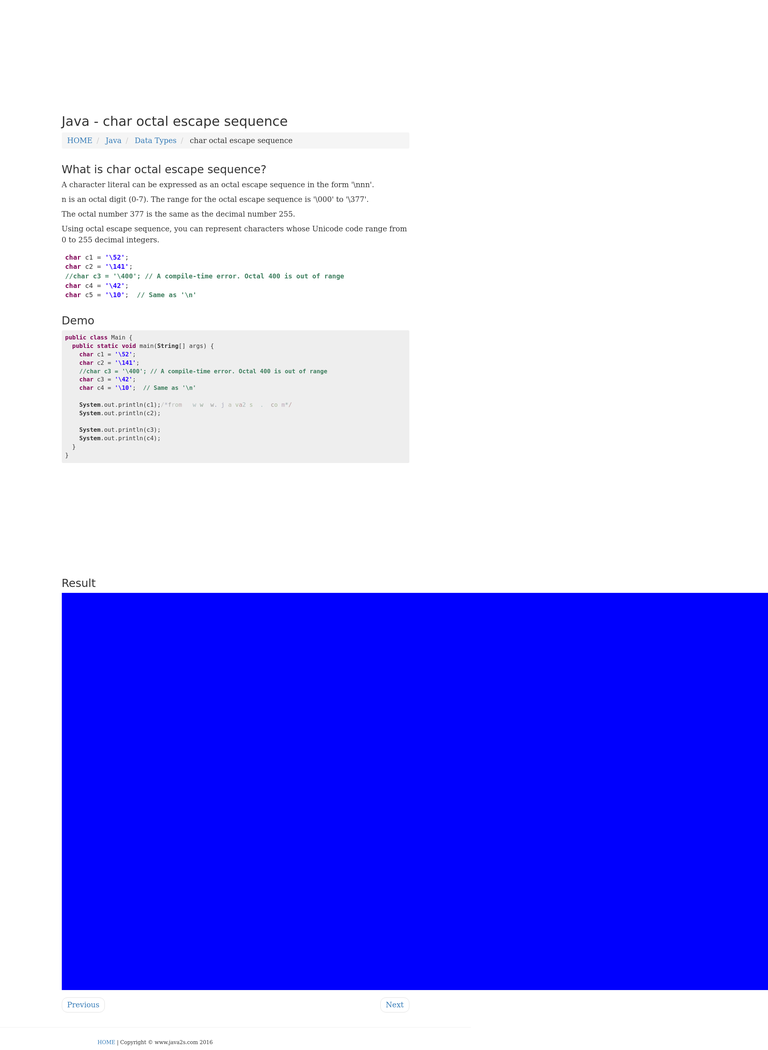 Java - char octal escape sequence
HOME / Java / Data Types / char octal escape sequence
What is char octal escape sequence?
A character literal can be expressed as an octal escape sequence in the form '\nnn'.
n is an octal digit (0-7). The range for the octal escape sequence is '\000' to '\377'.
The octal number 377 is the same as the decimal number 255.
Using octal escape sequence, you can represent characters whose Unicode code range from
0 to 255 decimal integers.
char c1 = '\52';
char c2 = '\141';
//char c3 = '\400'; // A compile-time error. Octal 400 is out of range
char c4 = '\42';
char c5 = '\10';  // Same as '\n'
Demo
public class Main {
  public static void main(String[] args) {
    char c1 = '\52';
    char c2 = '\141';
    //char c3 = '\400'; // A compile-time error. Octal 400 is out of range
    char c3 = '\42';
    char c4 = '\10';  // Same as '\n'
    System.out.println(c1);
    System.out.println(c2);
    System.out.println(c3);
    System.out.println(c4);
  }
}
Result
Previous
Next
HOME | Copyright © www.java2s.com 2016